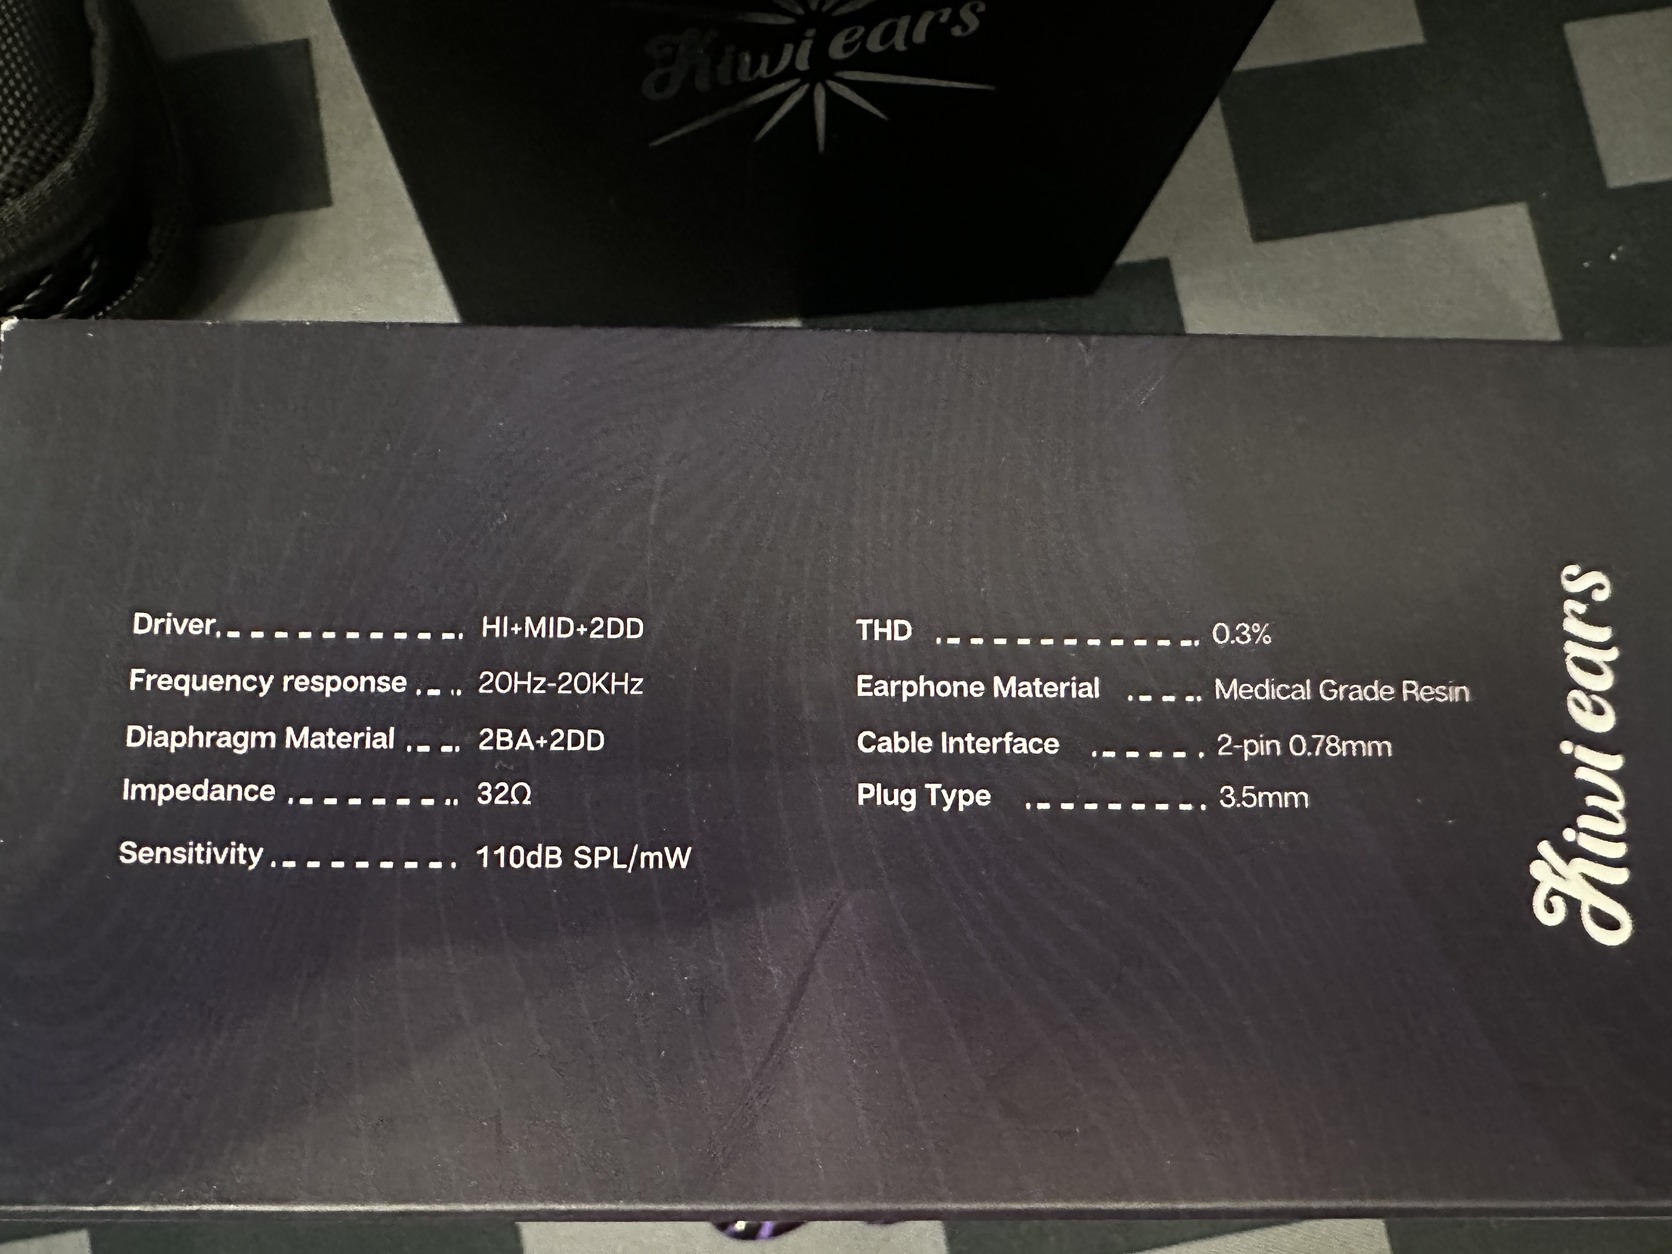 Kiwi ears
Driver HI+MID+2DD
Frequency response 20Hz-20KHz
Diaphragm Material 2BA+2DD
Impedance 32Ω
Sensitivity 110dB SPL/mW
THD 0.3%
Earphone Material Medical Grade Resin
Cable Interface 2-pin 0.78mm
Plug Type 3.5mm
Kiwi ears